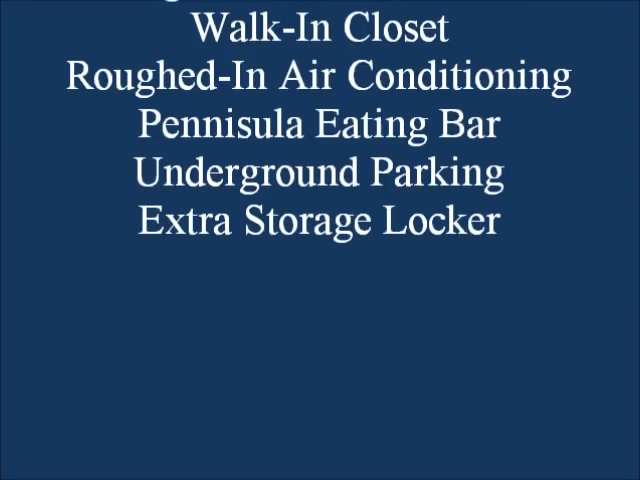 Walk-In Closet
Roughed-In Air Conditioning
Pennisula Eating Bar
Underground Parking
Extra Storage Locker